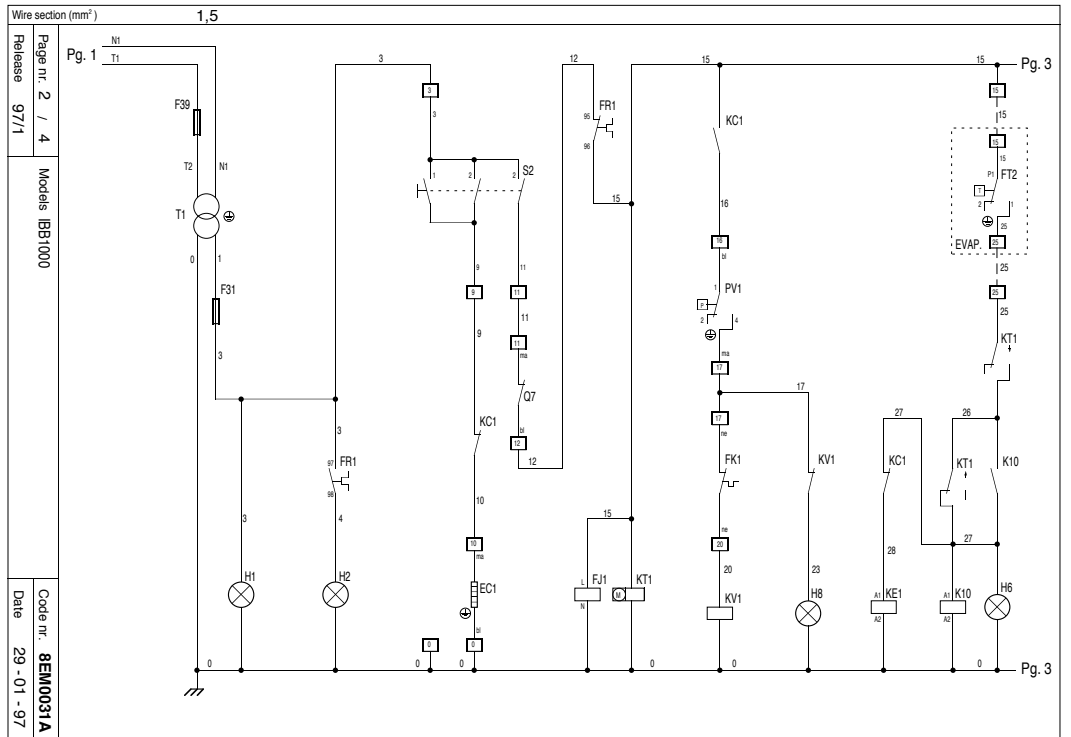 Wire section (mm²) 1,5
Page nr. 2 / 4
Release 97/1
Models IBB1000
Code nr. 8EM0031A
Date 29 - 01 - 97
Pg. 1
N1
T1
F39
T2
N1
T1
0
1
F31
3
3
H1
3
97
FR1
98
4
H2
3
3
3
1
2
2
S2
9
9
9
KC1
10
10
ma
EC1
bl
0
0
11
11
11
11
ma
Q7
bl
12
12
12
95
FR1
96
15
15
L
FJ1
N
M
KT1
15
KC1
16
16
bl
1
PV1
P
2
4
ma
17
17
17
ne
FK1
ne
20
20
KV1
KV1
23
H8
15
Pg. 3
15
15
15
15
P1
FT2
T
2
1
25
EVAP.
25
25
25
25
KT1
27
26
KC1
KT1
K10
27
28
A1
KE1
A2
A1
K10
A2
H6
0
0
0
0
0
0
Pg. 3